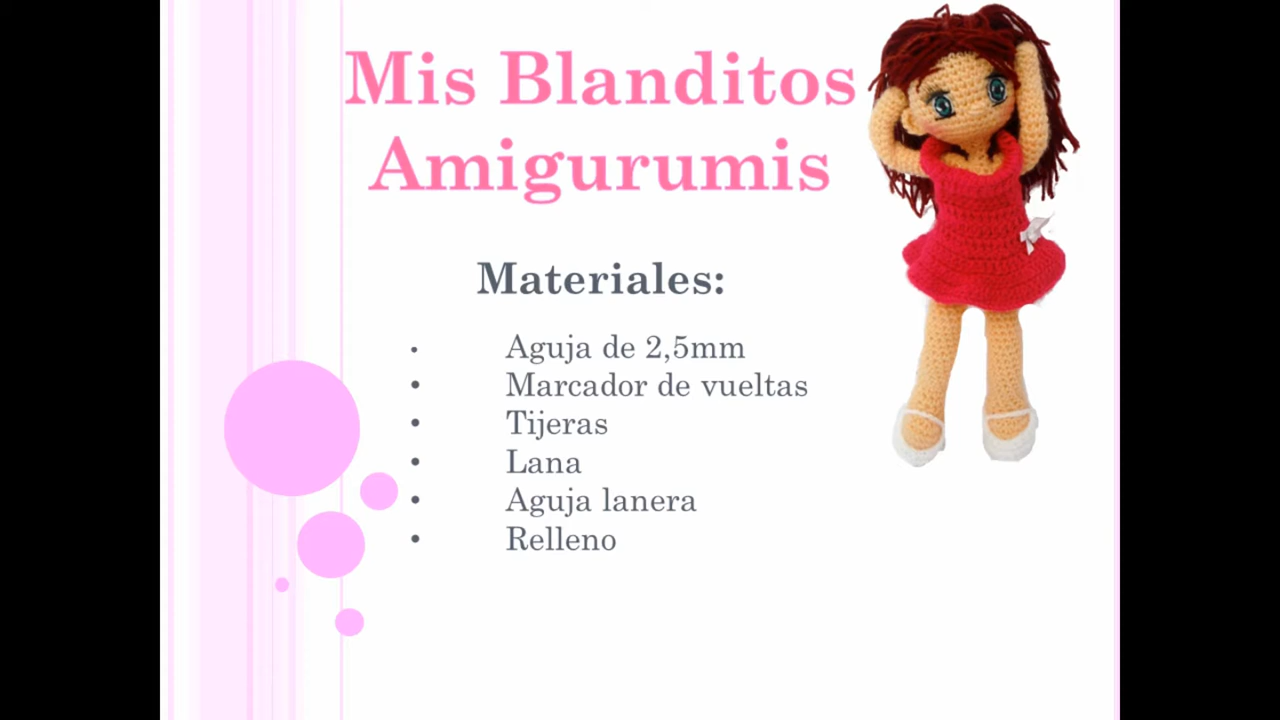 Mis Blanditos
Amigurumis
Materiales:
• Aguja de 2,5mm
• Marcador de vueltas
• Tijeras
• Lana
• Aguja lanera
• Relleno